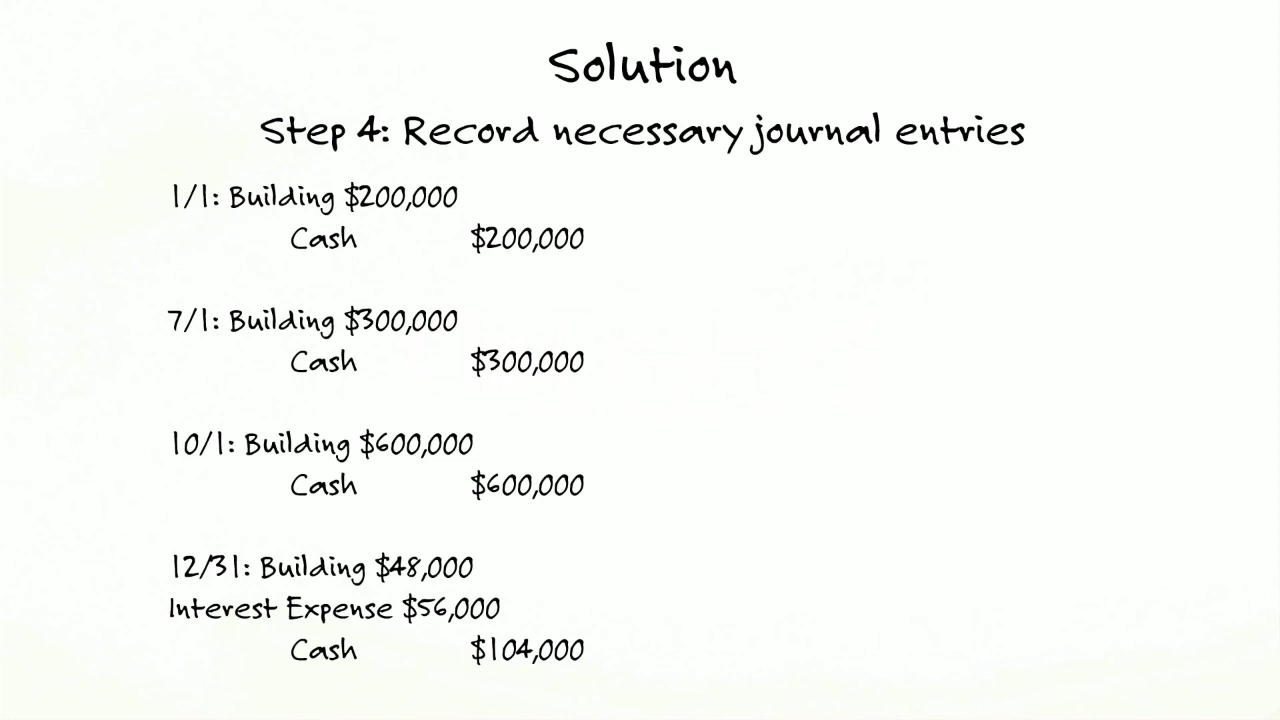 Solution
Step 4: Record necessary journal entries
1/1: Building $200,000
Cash $200,000
7/1: Building $300,000
Cash $300,000
10/1: Building $600,000
Cash $600,000
12/31: Building $48,000
Interest Expense $56,000
Cash $104,000